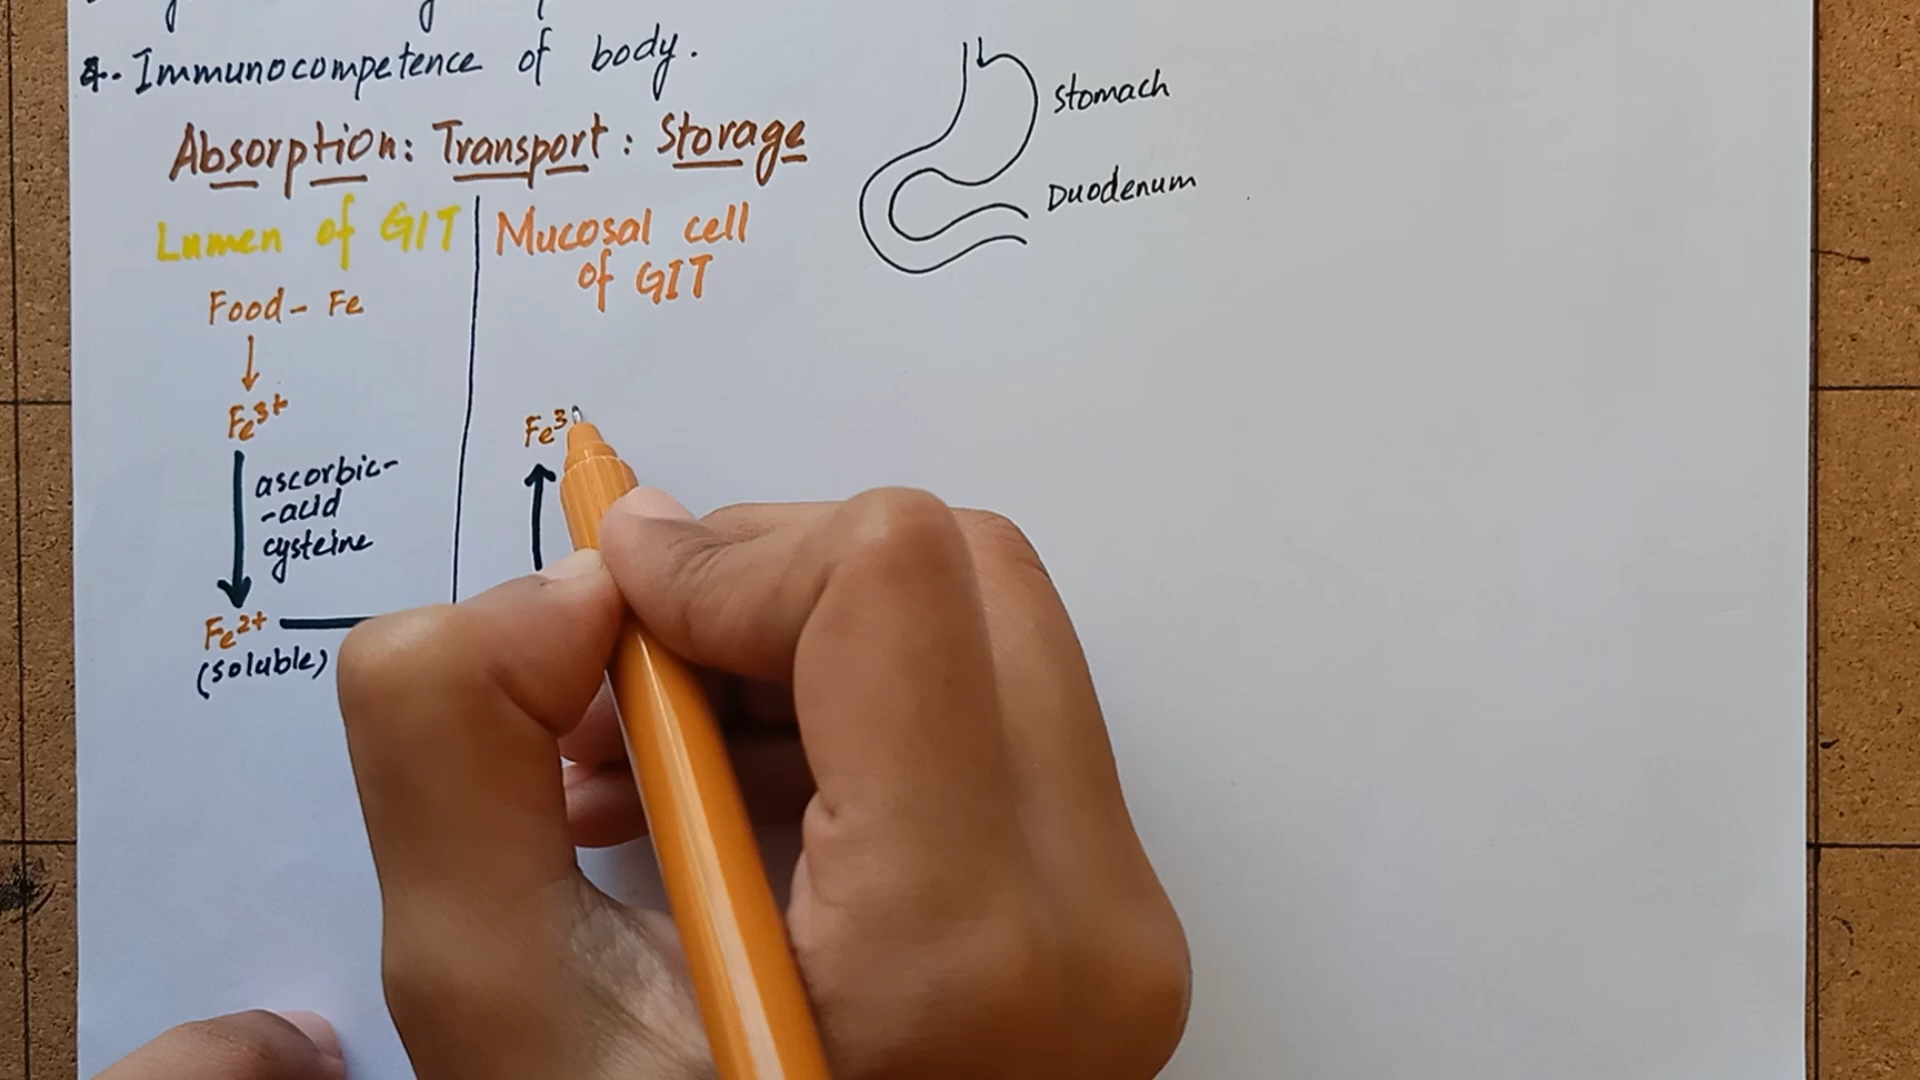 4. Immunocompetence of body.
Absorption: Transport: Storage
Lumen of GIT
Mucosal cell
of GIT
Food - Fe
Fe3+
ascorbic-
-acid
cysteine
Fe2+
(soluble)
Fe3
Stomach
Duodenum